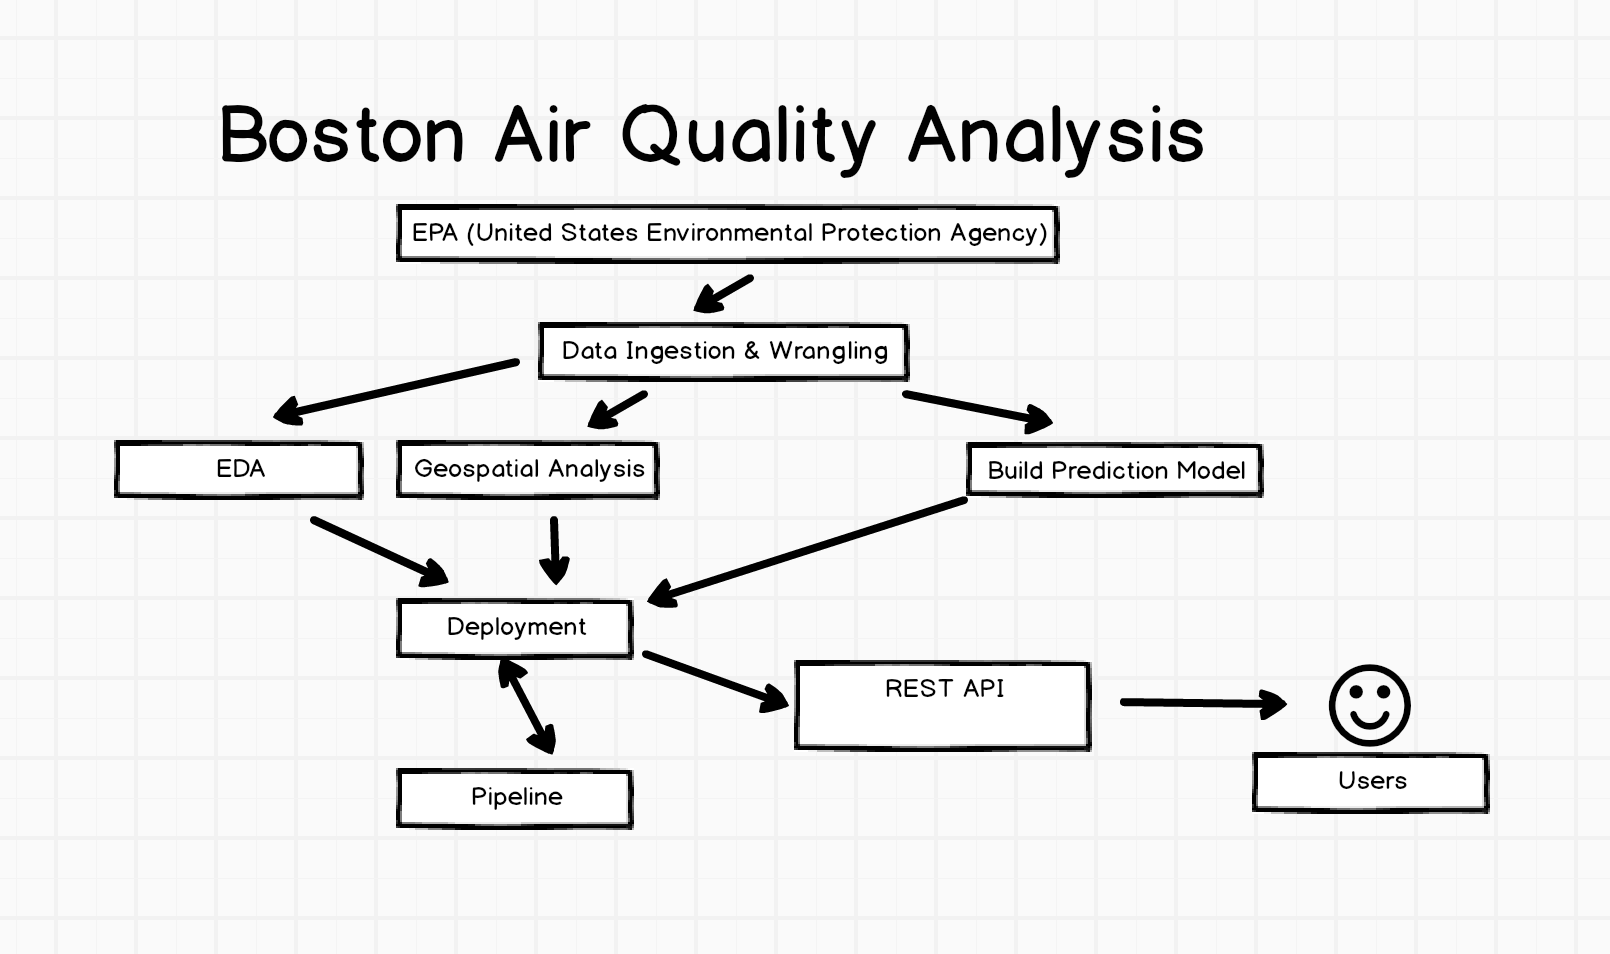 Boston Air Quality Analysis
EPA (United States Environmental Protection Agency)
Data Ingestion & Wrangling
EDA
Geospatial Analysis
Build Prediction Model
Deployment
REST API
Users
Pipeline